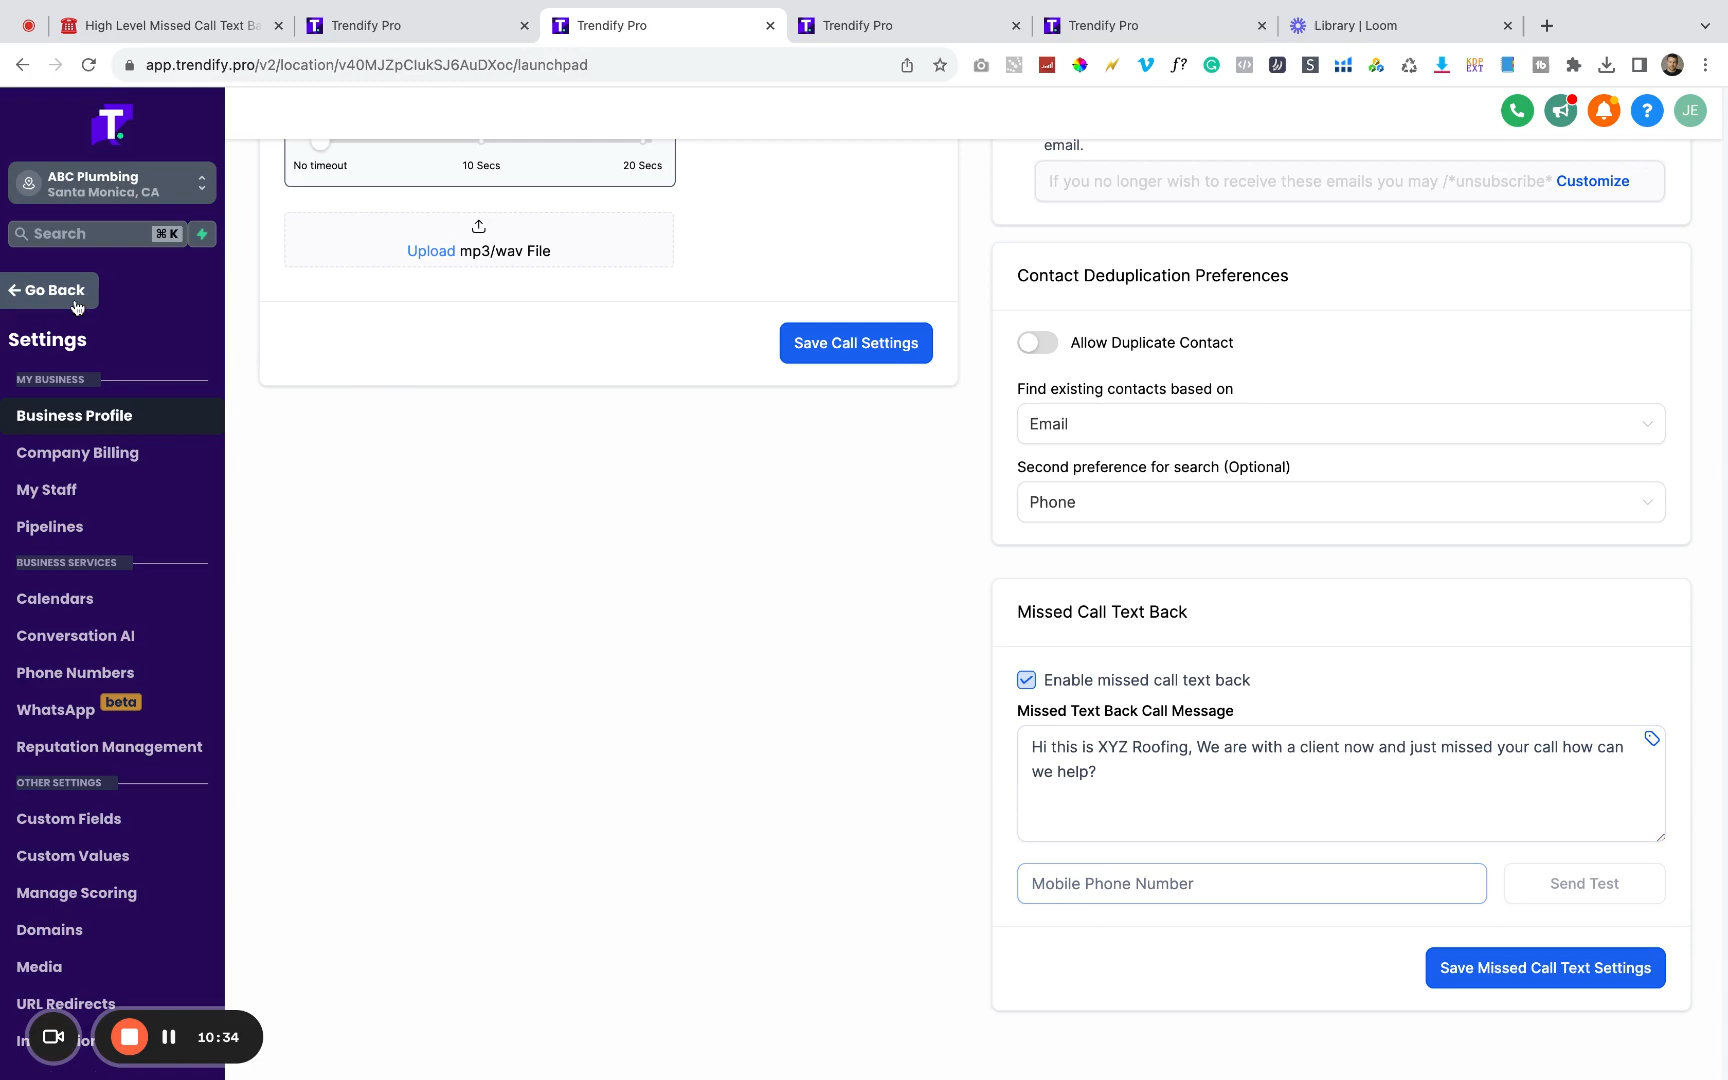 High Level Missed Call Text Ba
Trendify Pro
Trendify Pro
Trendify Pro
Trendify Pro
Library | Loom
app.trendify.pro/v2/location/v40MJZpClukSJ6AuDXoc/launchpad
JE
T.
ABC Plumbing
Santa Monica, CA
Search
⌘ K
← Go Back
Settings
MY BUSINESS
Business Profile
Company Billing
My Staff
Pipelines
BUSINESS SERVICES
Calendars
Conversation AI
Phone Numbers
WhatsApp beta
Reputation Management
OTHER SETTINGS
Custom Fields
Custom Values
Manage Scoring
Domains
Media
URL Redirects
10:34
No timeout
10 Secs
20 Secs
Upload mp3/wav File
Save Call Settings
email.
If you no longer wish to receive these emails you may /*unsubscribe* Customize
Contact Deduplication Preferences
Allow Duplicate Contact
Find existing contacts based on
Email
Second preference for search (Optional)
Phone
Missed Call Text Back
Enable missed call text back
Missed Text Back Call Message
Hi this is XYZ Roofing, We are with a client now and just missed your call how can
we help?
Mobile Phone Number
Send Test
Save Missed Call Text Settings